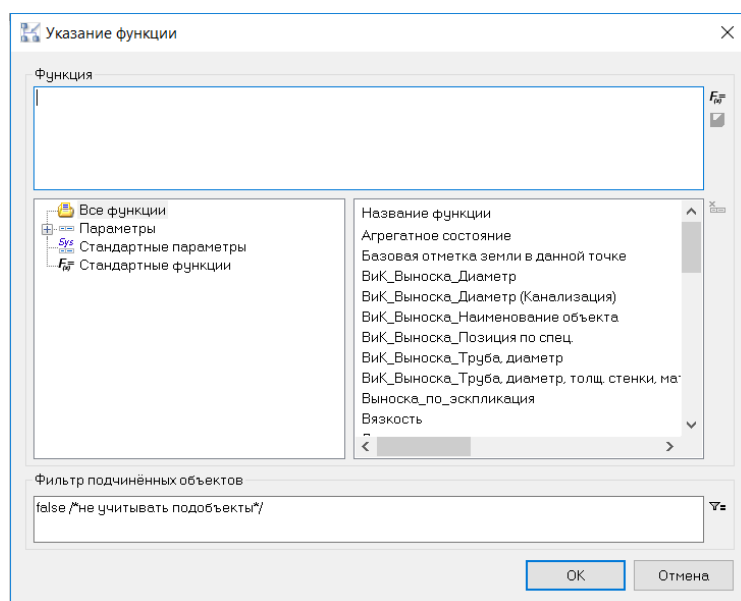 Указание функции
Функция
F(x)=
Все функции
Параметры
Sys Стандартные параметры
F(x)= Стандартные функции
Название функции
Агрегатное состояние
Базовая отметка земли в данной точке
ВиК_Выноска_Диаметр
ВиК_Выноска_Диаметр (Канализация)
ВиК_Выноска_Наименование объекта
ВиК_Выноска_Позиция по спец.
ВиК_Выноска_Труба, диаметр
ВиК_Выноска_Труба, диаметр, толщ. стенки, мат
Выноска_по_эскпликация
Вязкость
Фильтр подчинённых объектов
false /*не учитывать подобъекты*/
OK
Отмена